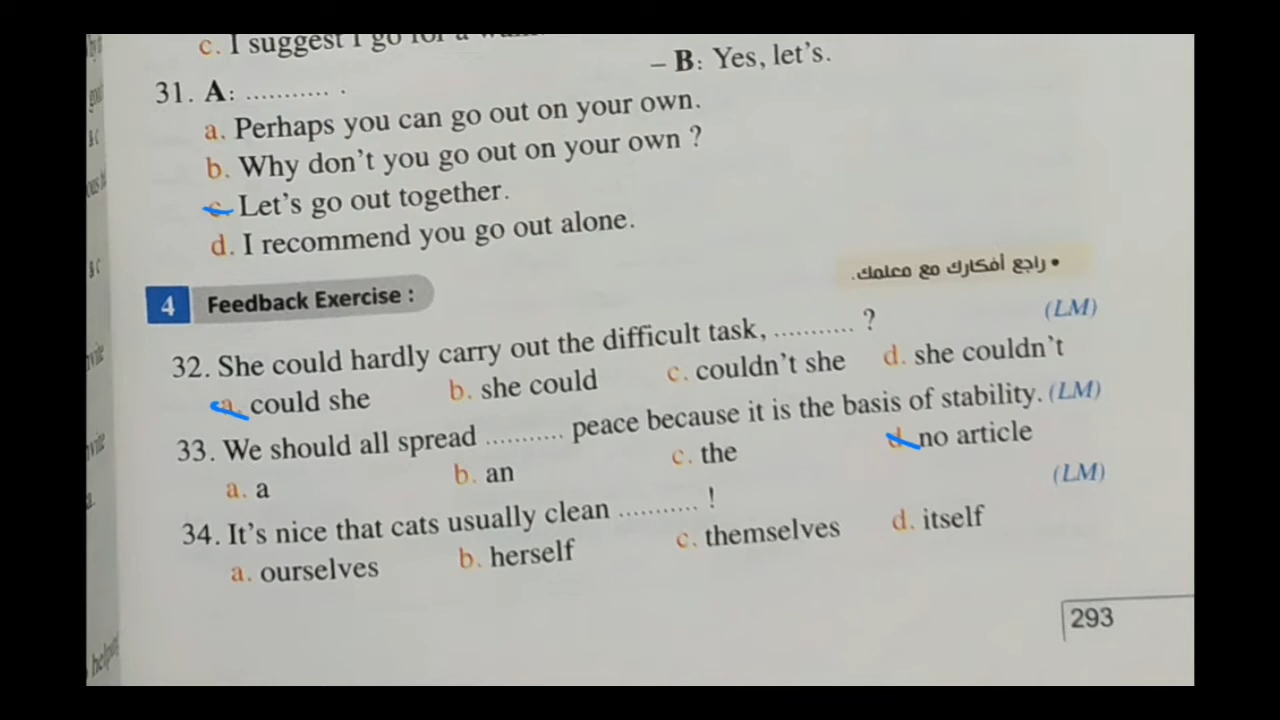 c. I suggest I go for a walk.
– B: Yes, let's.
31. A: ........... .
a. Perhaps you can go out on your own.
b. Why don't you go out on your own ?
c. Let's go out together.
d. I recommend you go out alone.
• راجع أفكارك مع معلمك.
4 Feedback Exercise :
32. She could hardly carry out the difficult task, ........... ? (LM)
a. could she b. she could c. couldn't she d. she couldn't
33. We should all spread ........... peace because it is the basis of stability. (LM)
a. a b. an c. the d. no article
34. It's nice that cats usually clean ........... ! (LM)
a. ourselves b. herself c. themselves d. itself
293